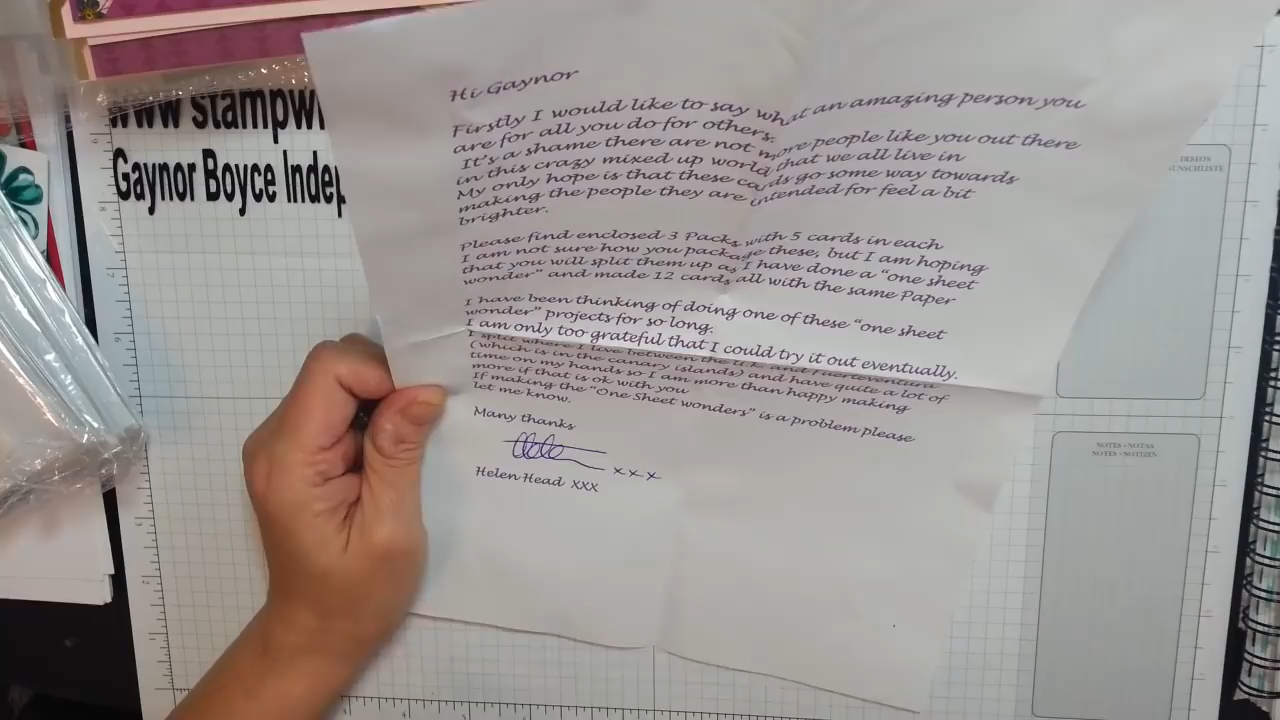 www stampw
Gaynor Boyce Indep
Hi Gaynor
Firstly I would like to say what an amazing person you
are for all you do for others.
It's a shame there are not more people like you out there
in this crazy mixed up world that we all live in
My only hope is that these cards go some way towards
making the people they are intended for feel a bit
brighter.
Please find enclosed 3 Packs with 5 cards in each
I am not sure how you package these, but I am hoping
that you will split them up as I have done a "one sheet
wonder" and made 12 cards all with the same Paper
I have been thinking of doing one of these "one sheet
wonder" projects for so long.
I am only too grateful that I could try it out eventually.
I split where I live between the U.K. and Fuerteventura
(which is in the canary islands) and have quite a lot of
time on my hands so I am more than happy making
more if that is ok with you
If making the "One Sheet wonders" is a problem please
let me know.
Many thanks
xxx
Helen Head XXX
DESEOS
WUNSCHLISTE
NOTES • NOTAS
NOTES • NOTIZEN